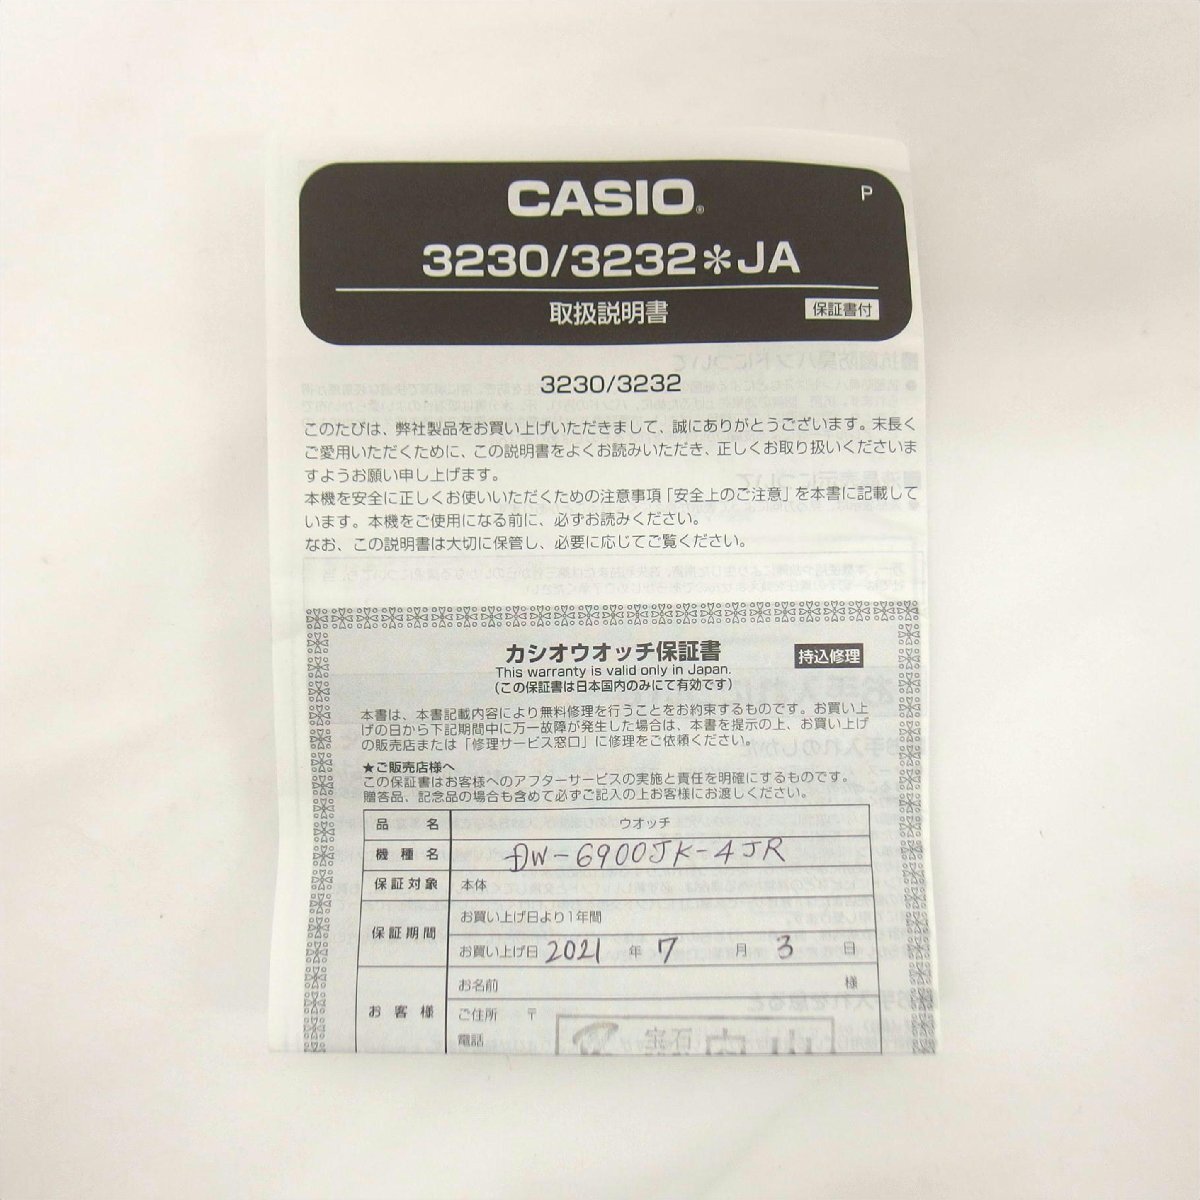 CASIO®
P
3230/3232＊JA
取扱説明書
保証書付
3230/3232
このたびは、弊社製品をお買い上げいただきまして、誠にありがとうございます。末長く
ご愛用いただくために、この説明書をよくお読みいただき、正しくお取り扱いくださいま
すようお願い申し上げます。
本機を安全に正しくお使いいただくための注意事項「安全上のご注意」を本書に記載して
います。本機をご使用になる前に、必ずお読みください。
なお、この説明書は大切に保管し、必要に応じてご覧ください。
カシオウオッチ保証書
持込修理
This warranty is valid only in Japan.
(この保証書は日本国内のみにて有効です)
本書は、本書記載内容により無料修理を行うことをお約束するものです。お買い上
げの日から下記期間中に万一故障が発生した場合は、本書を提示の上、お買い上げ
の販売店または「修理サービス窓口」に修理をご依頼ください。
★ご販売店様へ
この保証書はお客様へのアフターサービスの実施と責任を明確にするものです。
贈答品、記念品の場合も含めて必ずご記入の上お客様にお渡しください。
品名 ウオッチ
機種名 DW-6900JK-4JR
保証対象 本体
保証期間 お買い上げ日より1年間
お買い上げ日 2021 年 7 月 3 日
お客様 お名前 様
ご住所 〒
電話